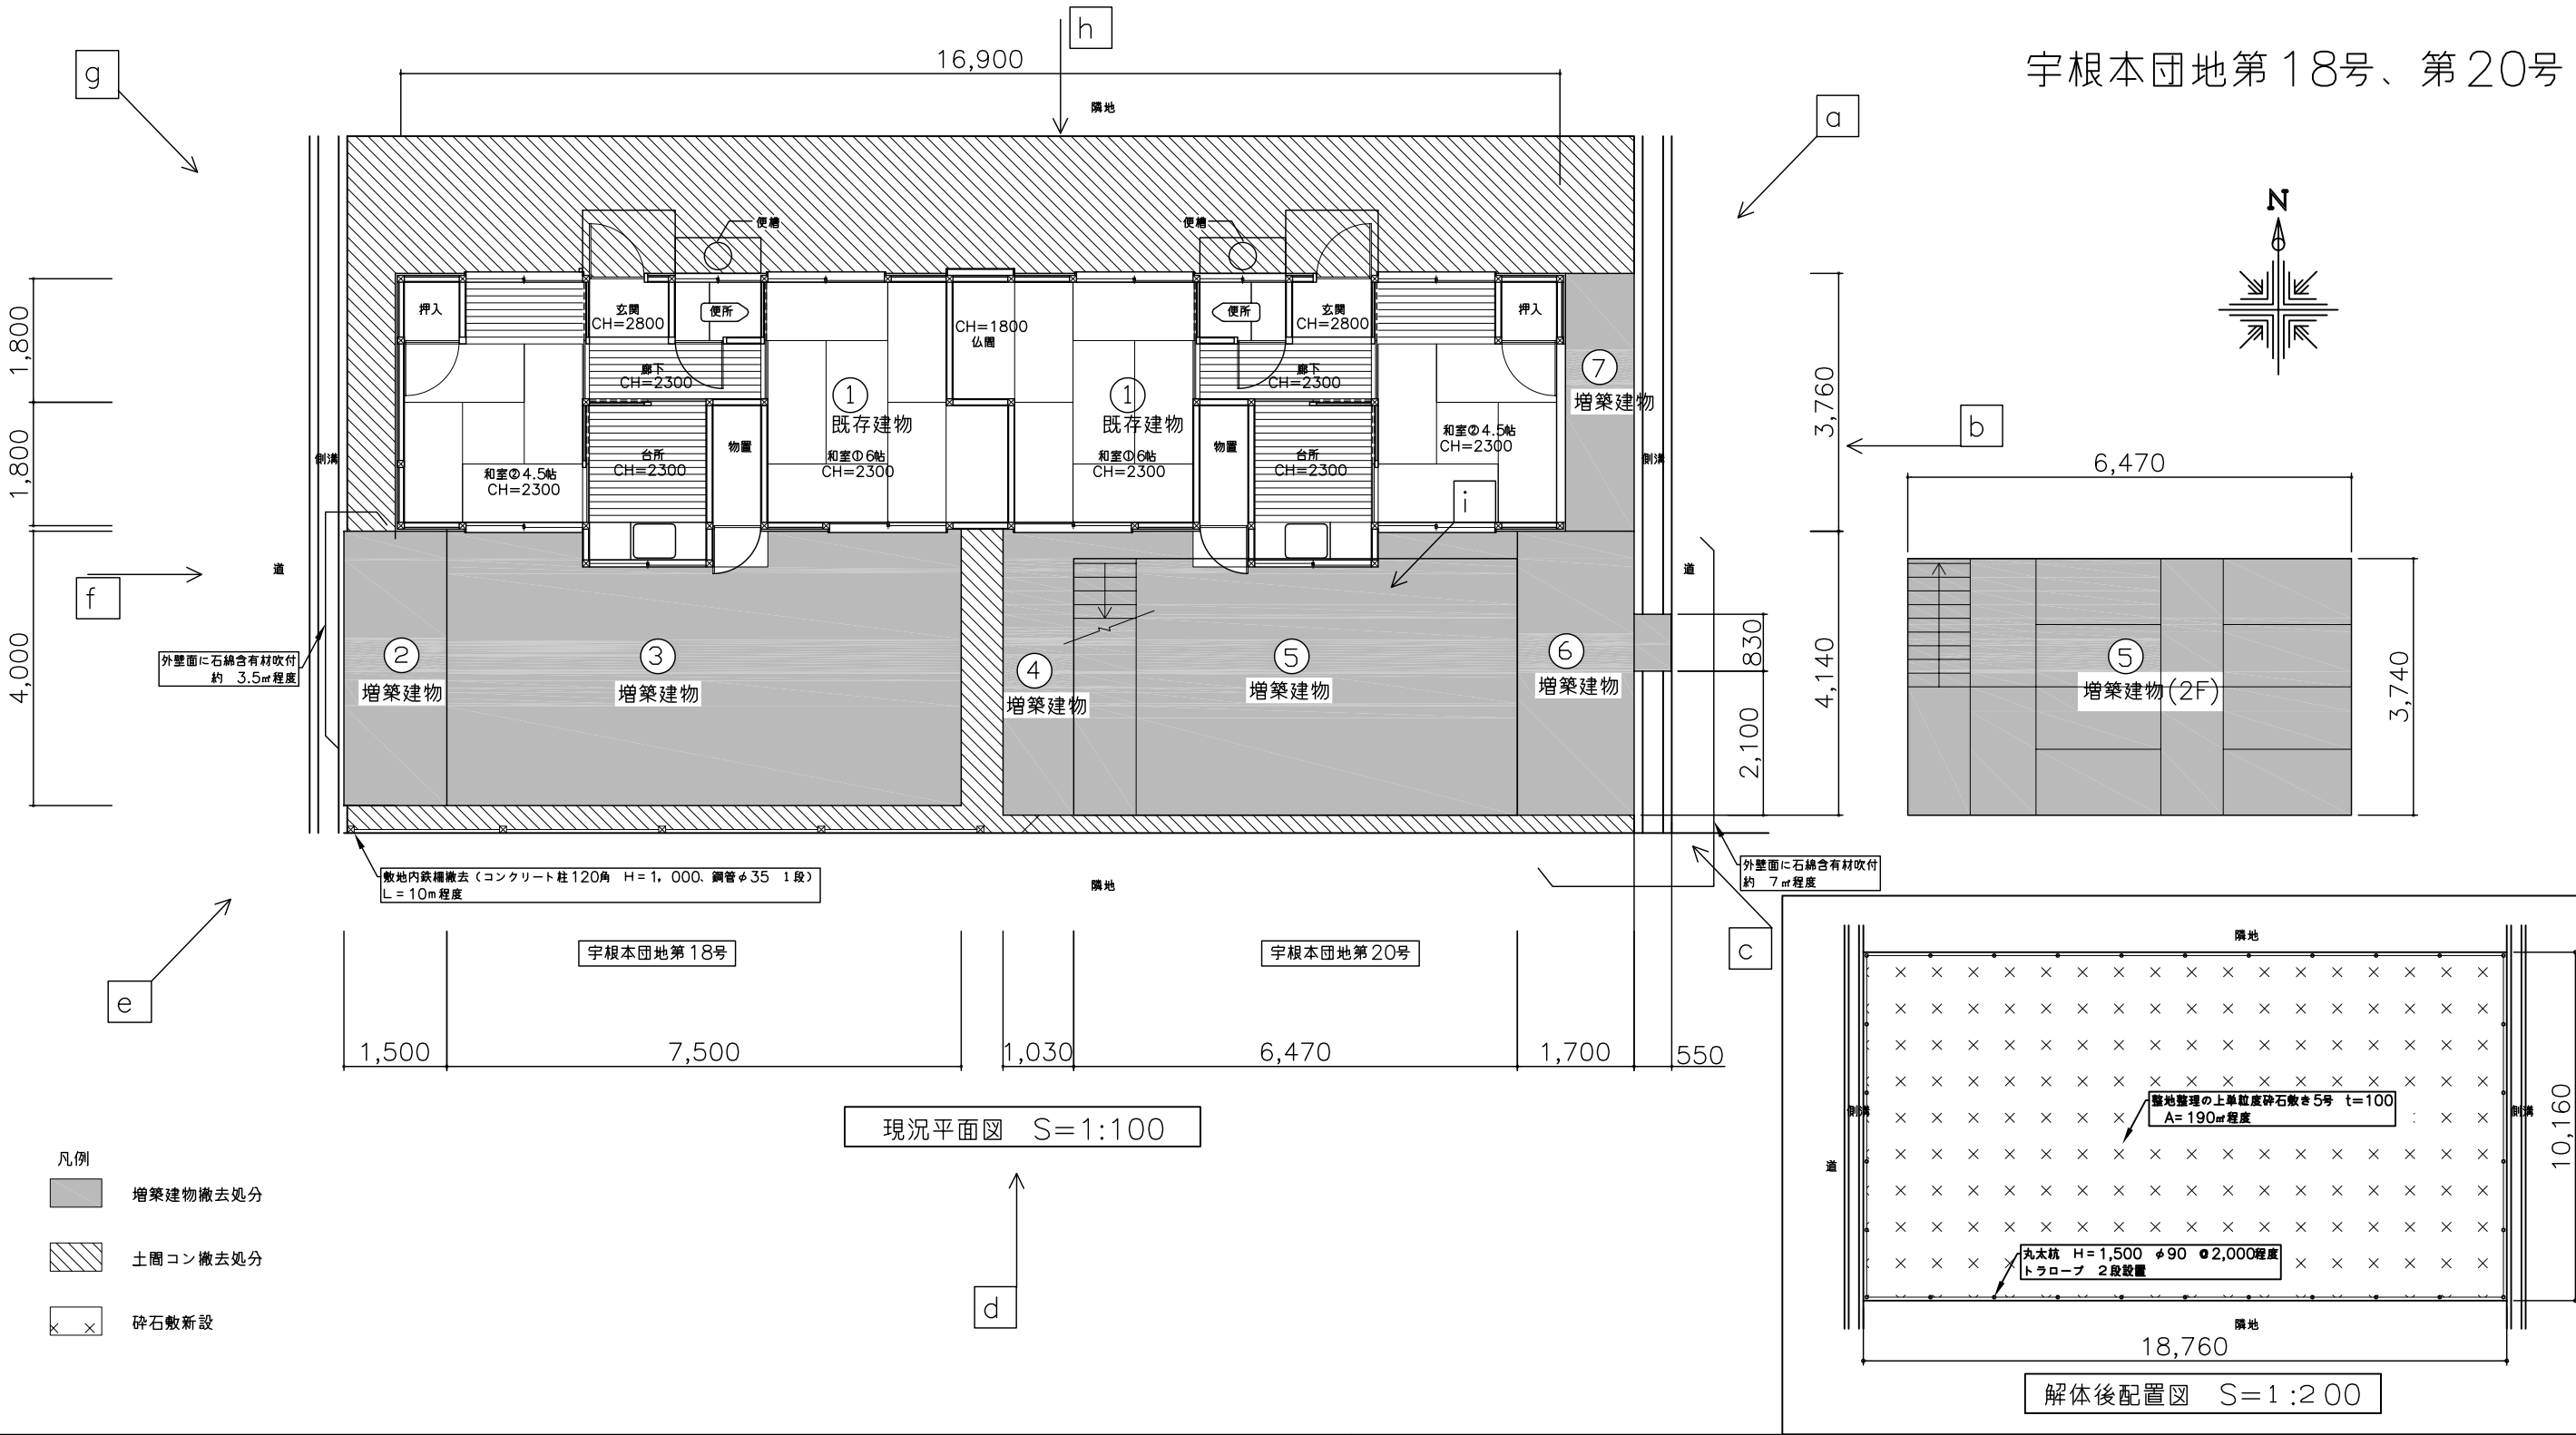 宇根本団地第18号、第20号
g
h
16,900
隣地
a
N
便槽
便槽
押入
玄関
CH=2800
便所
CH=1800
仏間
便所
玄関
CH=2800
押入
廊下
CH=2300
廊下
CH=2300
①
既存建物
①
既存建物
⑦
増築建物
1,800
1,800
4,000
3,760
b
6,470
側溝
和室②4.5帖
CH=2300
台所
CH=2300
物置
和室①6帖
CH=2300
和室①6帖
CH=2300
物置
台所
CH=2300
和室②4.5帖
CH=2300
側溝
i
道
f
道
外壁面に石綿含有材吹付
約 3.5㎡程度
②
増築建物
③
増築建物
④
増築建物
⑤
増築建物
⑥
増築建物
830
2,100
4,140
⑤
増築建物(2F)
3,740
敷地内鉄柵撤去（コンクリート柱120角 H=1,000、鋼管φ35 1段）
L=10m程度
隣地
外壁面に石綿含有材吹付
約 7㎡程度
宇根本団地第18号
宇根本団地第20号
c
e
1,500
7,500
1,030
6,470
1,700
550
現況平面図 S=1:100
d
凡例
増築建物撤去処分
土間コン撤去処分
砕石敷新設
隣地
側溝
整地整理の上単粒度砕石敷き5号 t=100
A=190㎡程度
側溝
10,160
道
丸太杭 H=1,500 φ90 @2,000程度
トラロープ 2段設置
隣地
18,760
解体後配置図 S=1:200